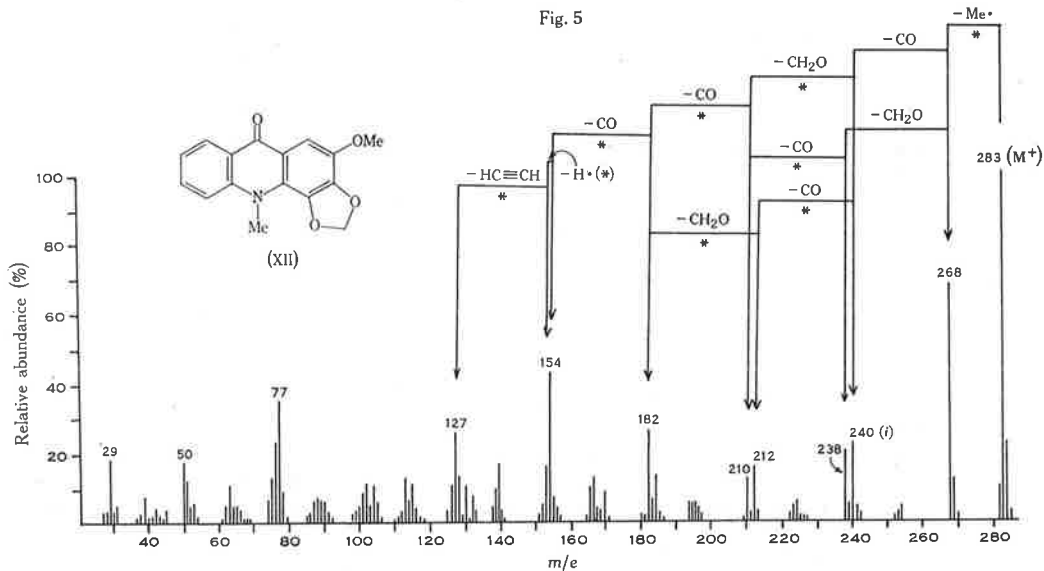 Fig. 5
−Me•
*
−CO
−CH₂O
*
−CO
*
−CH₂O
−CO
*
−CO
*
−CO
*
−HC≡CH
*
−H•(*)
−CH₂O
*
283 (M⁺)
O
OMe
N
Me
O
O
(XII)
Relative abundance (%)
100
80
60
40
20
29
50
77
127
154
182
210
212
238
240 (i)
268
40
60
80
100
120
140
160
180
200
220
240
260
280
m/e